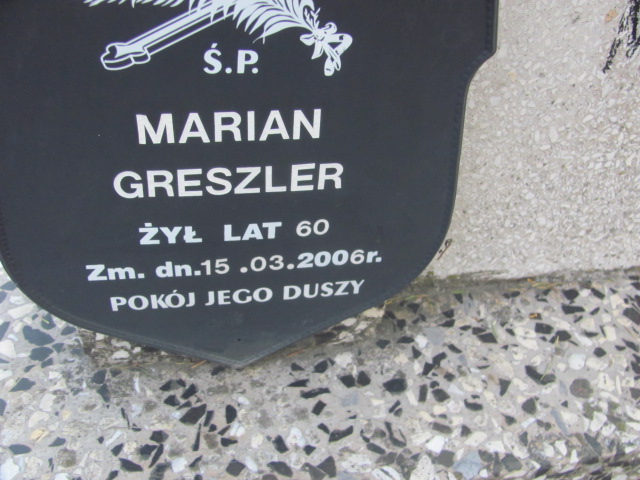 Ś.P.
MARIAN
GRESZLER
ŻYŁ LAT 60
Zm. dn.15 .03.2006r.
POKÓJ JEGO DUSZY